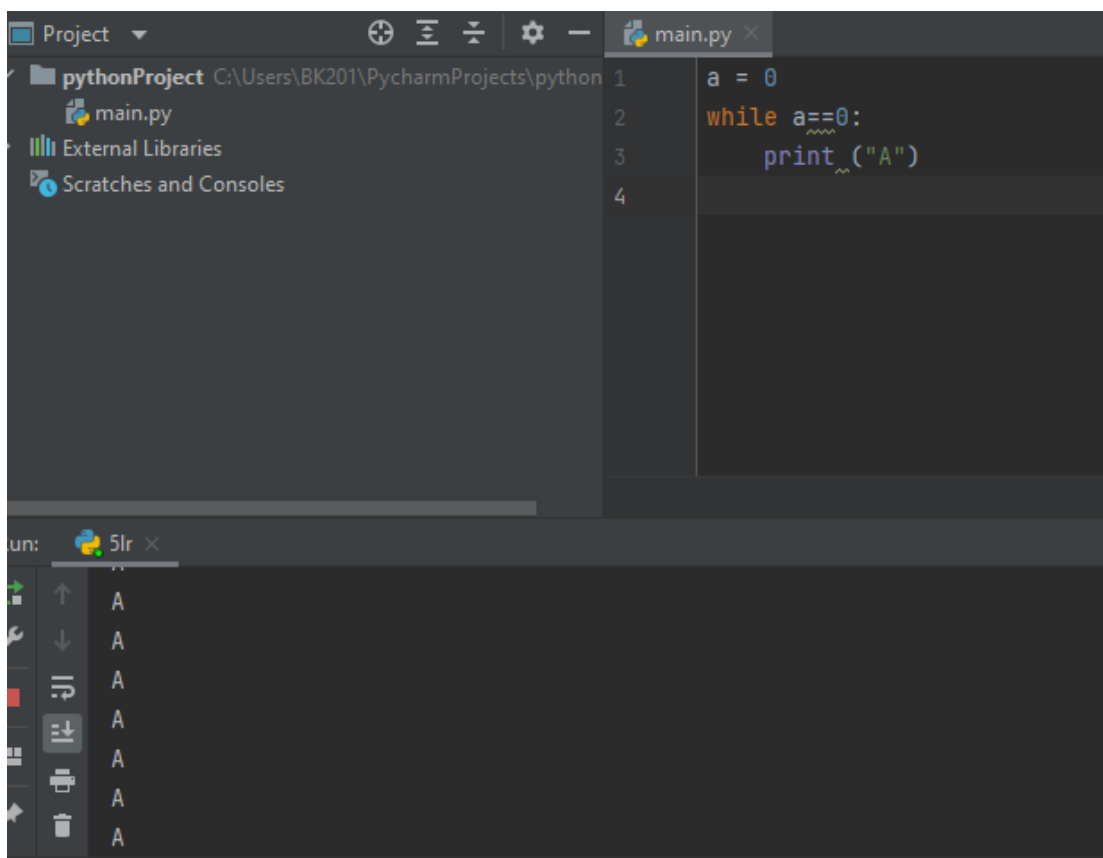 Project
pythonProject C:\Users\BK201\PycharmProjects\python
main.py
External Libraries
Scratches and Consoles
main.py
1 a = 0
2 while a==0:
3 print ("A")
4
un: 5lr
A
A
A
A
A
A
A